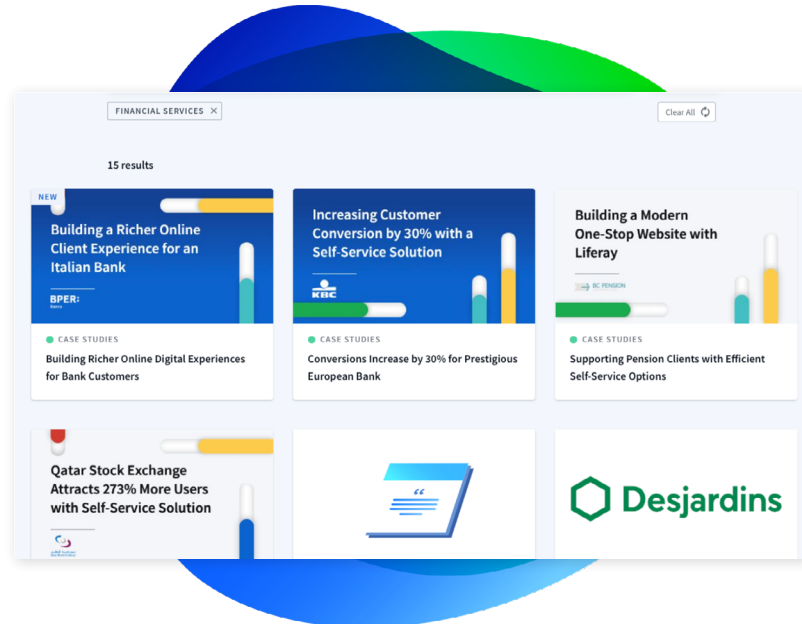 FINANCIAL SERVICES ×
Clear All
15 results
NEW
Building a Richer Online
Client Experience for an
Italian Bank
BPER:
Banca
CASE STUDIES
Building Richer Online Digital Experiences
for Bank Customers
Increasing Customer
Conversion by 30% with a
Self-Service Solution
KBC
CASE STUDIES
Conversions Increase by 30% for Prestigious
European Bank
Building a Modern
One-Stop Website with
Liferay
BC PENSION
CASE STUDIES
Supporting Pension Clients with Efficient
Self-Service Options
Qatar Stock Exchange
Attracts 273% More Users
with Self-Service Solution
“
Desjardins